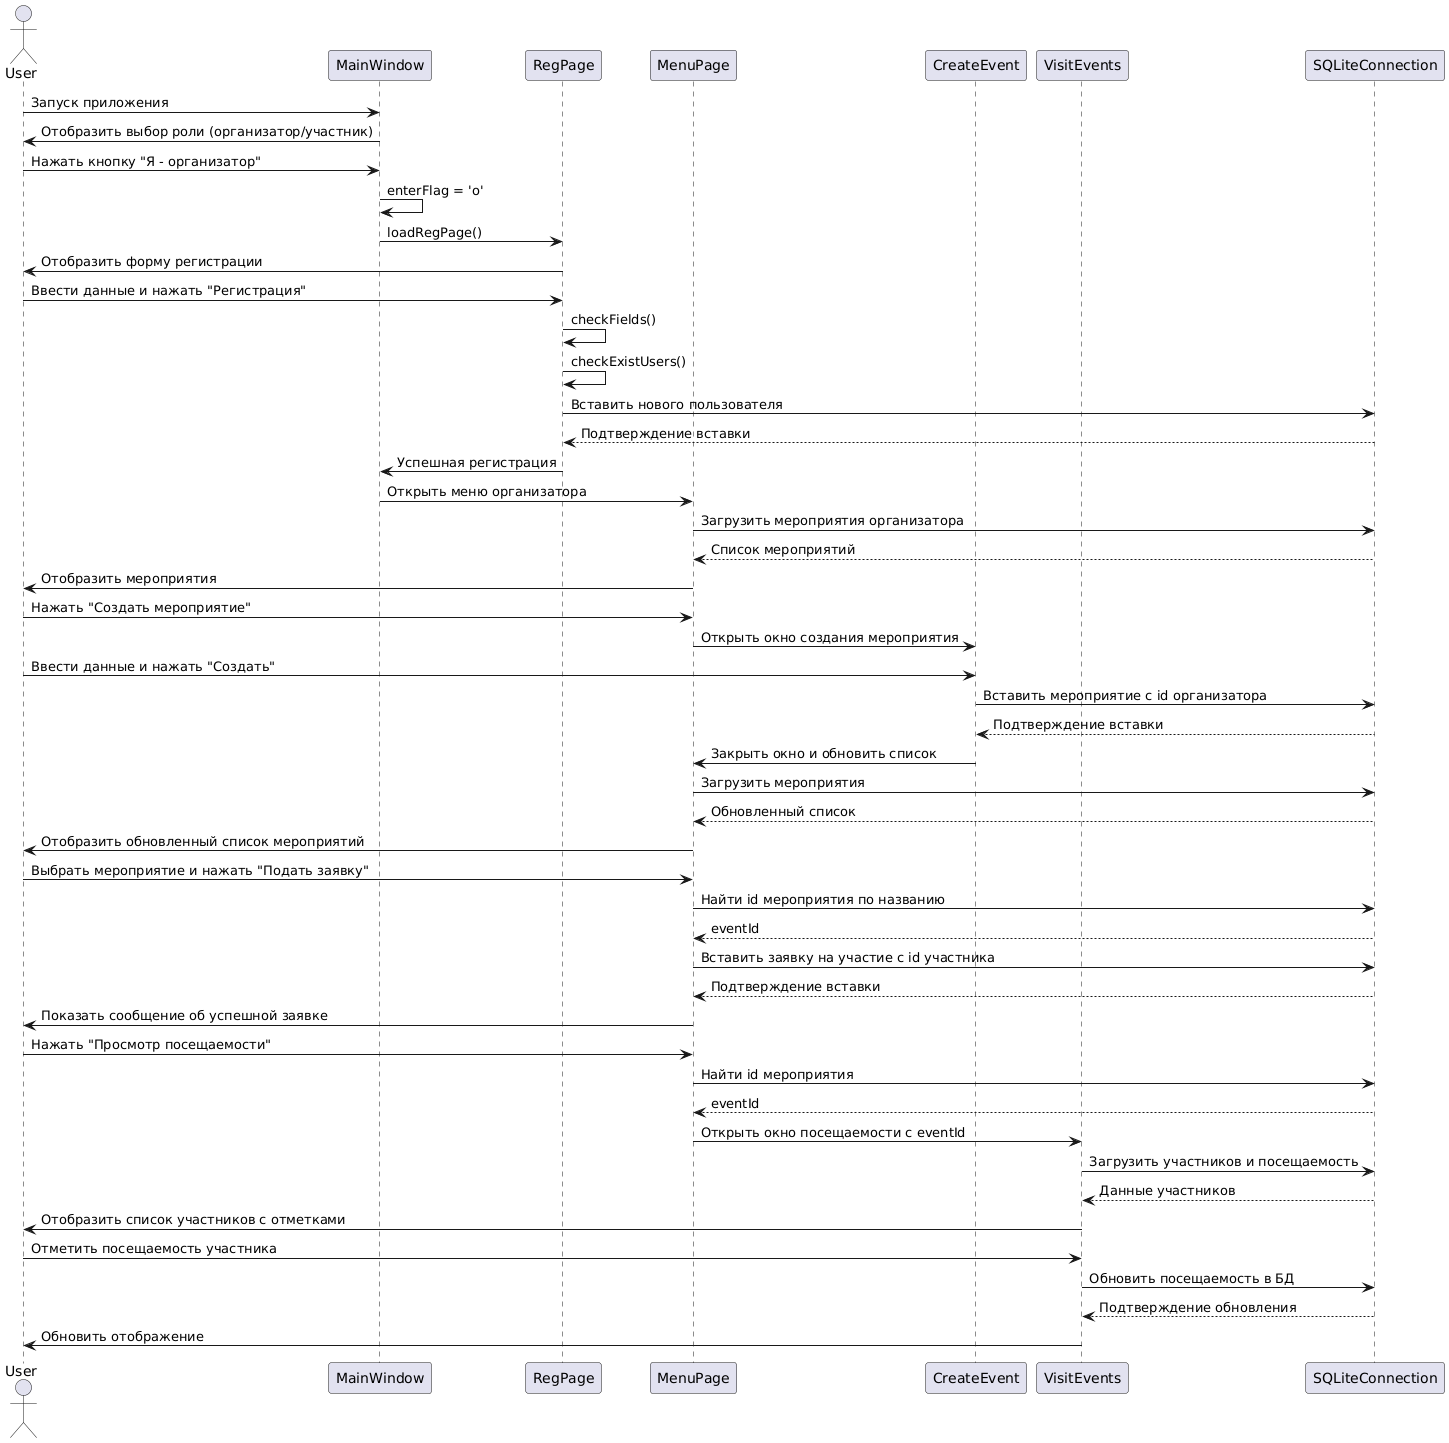 User
MainWindow
RegPage
MenuPage
CreateEvent
VisitEvents
SQLiteConnection
Запуск приложения
Отобразить выбор роли (организатор/участник)
Нажать кнопку "Я - организатор"
enterFlag = 'o'
loadRegPage()
Отобразить форму регистрации
Ввести данные и нажать "Регистрация"
checkFields()
checkExistUsers()
Вставить нового пользователя
Подтверждение вставки
Успешная регистрация
Открыть меню организатора
Загрузить мероприятия организатора
Список мероприятий
Отобразить мероприятия
Нажать "Создать мероприятие"
Открыть окно создания мероприятия
Ввести данные и нажать "Создать"
Вставить мероприятие с id организатора
Подтверждение вставки
Закрыть окно и обновить список
Загрузить мероприятия
Обновленный список
Отобразить обновленный список мероприятий
Выбрать мероприятие и нажать "Подать заявку"
Найти id мероприятия по названию
eventId
Вставить заявку на участие с id участника
Подтверждение вставки
Показать сообщение об успешной заявке
Нажать "Просмотр посещаемости"
Найти id мероприятия
eventId
Открыть окно посещаемости с eventId
Загрузить участников и посещаемость
Данные участников
Отобразить список участников с отметками
Отметить посещаемость участника
Обновить посещаемость в БД
Подтверждение обновления
Обновить отображение
User
MainWindow
RegPage
MenuPage
CreateEvent
VisitEvents
SQLiteConnection